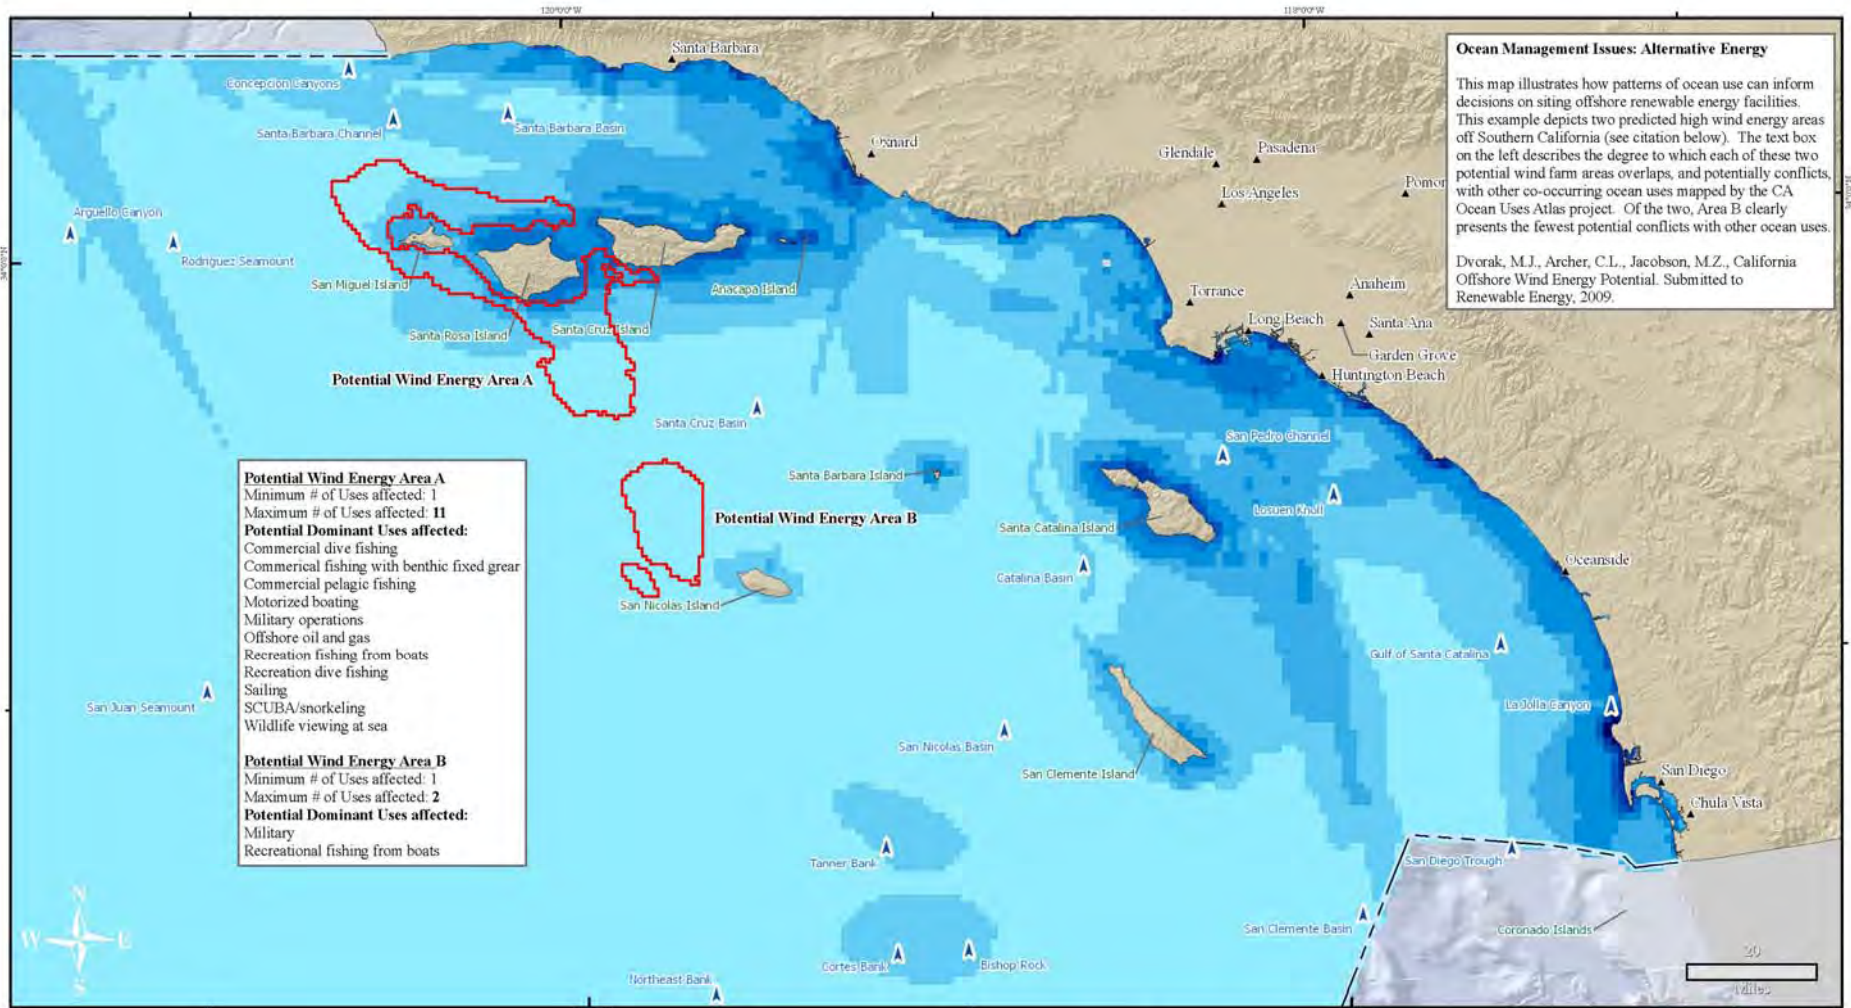 120°0'0"W
118°0'0"W
34°0'0"N
Santa Barbara
Concepcion Canyons
Santa Barbara Channel
Santa Barbara Basin
Oxnard
Glendale
Pasadena
Los Angeles
Pomon
Arguello Canyon
Rodriguez Seamount
San Miguel Island
Santa Rosa Island
Santa Cruz Island
Anacapa Island
Torrance
Long Beach
Anaheim
Santa Ana
Garden Grove
Huntington Beach
Potential Wind Energy Area A
Santa Cruz Basin
San Pedro Channel
Santa Barbara Island
Losuen Knoll
Potential Wind Energy Area B
Santa Catalina Island
Catalina Basin
Oceanside
San Nicolas Island
Gulf of Santa Catalina
San Juan Seamount
La Jolla Canyon
San Nicolas Basin
San Clemente Island
San Diego
Chula Vista
Tanner Bank
San Diego Trough
San Clemente Basin
Coronado Islands
Cortes Bank
Bishop Rock
Northeast Bank
Ocean Management Issues: Alternative Energy
This map illustrates how patterns of ocean use can inform
decisions on siting offshore renewable energy facilities.
This example depicts two predicted high wind energy areas
off Southern California (see citation below). The text box
on the left describes the degree to which each of these two
potential wind farm areas overlaps, and potentially conflicts,
with other co-occurring ocean uses mapped by the CA
Ocean Uses Atlas project. Of the two, Area B clearly
presents the fewest potential conflicts with other ocean uses.
Dvorak, M.J., Archer, C.L., Jacobson, M.Z., California
Offshore Wind Energy Potential. Submitted to
Renewable Energy, 2009.
Potential Wind Energy Area A
Minimum # of Uses affected: 1
Maximum # of Uses affected: 11
Potential Dominant Uses affected:
Commercial dive fishing
Commerical fishing with benthic fixed grear
Commercial pelagic fishing
Motorized boating
Military operations
Offshore oil and gas
Recreation fishing from boats
Recreation dive fishing
Sailing
SCUBA/snorkeling
Wildlife viewing at sea
Potential Wind Energy Area B
Minimum # of Uses affected: 1
Maximum # of Uses affected: 2
Potential Dominant Uses affected:
Military
Recreational fishing from boats
N
W E
S
20
Miles